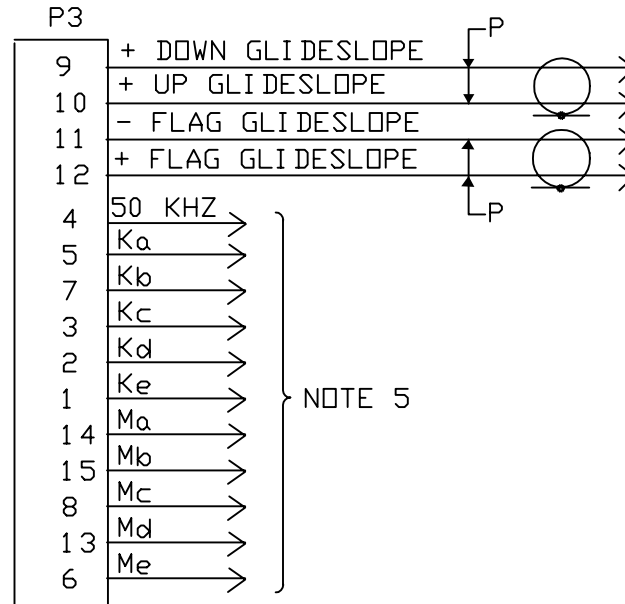 P3
9 + DOWN GLIDESLOPE P
10 + UP GLIDESLOPE
11 - FLAG GLIDESLOPE
12 + FLAG GLIDESLOPE P
4 50 KHZ
5 Ka
7 Kb
3 Kc
2 Kd
1 Ke
NOTE 5
14 Ma
15 Mb
8 Mc
13 Md
6 Me